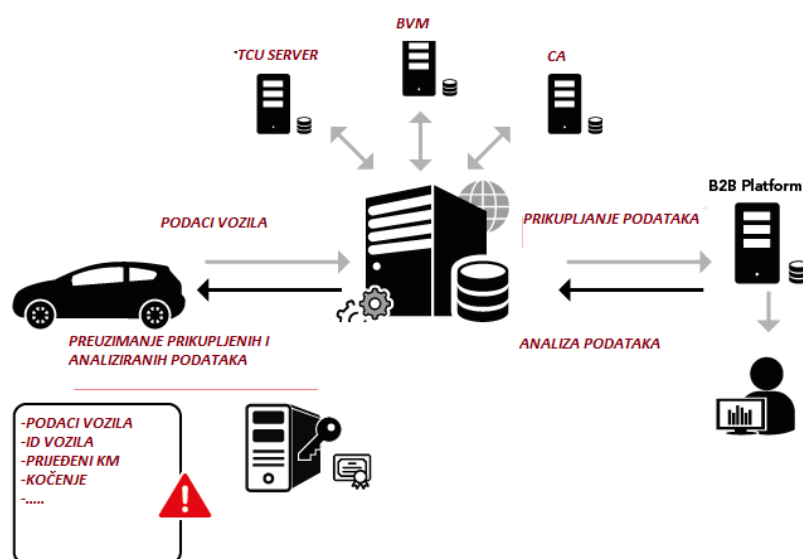 BVM
TCU SERVER
CA
B2B Platform
PODACI VOZILA
PRIKUPLJANJE PODATAKA
PREUZIMANJE PRIKUPLJENIH I
ANALIZIRANIH PODATAKA
ANALIZA PODATAKA
-PODACI VOZILA
-ID VOZILA
-PRIJEĐENI KM
-KOČENJE
-.....